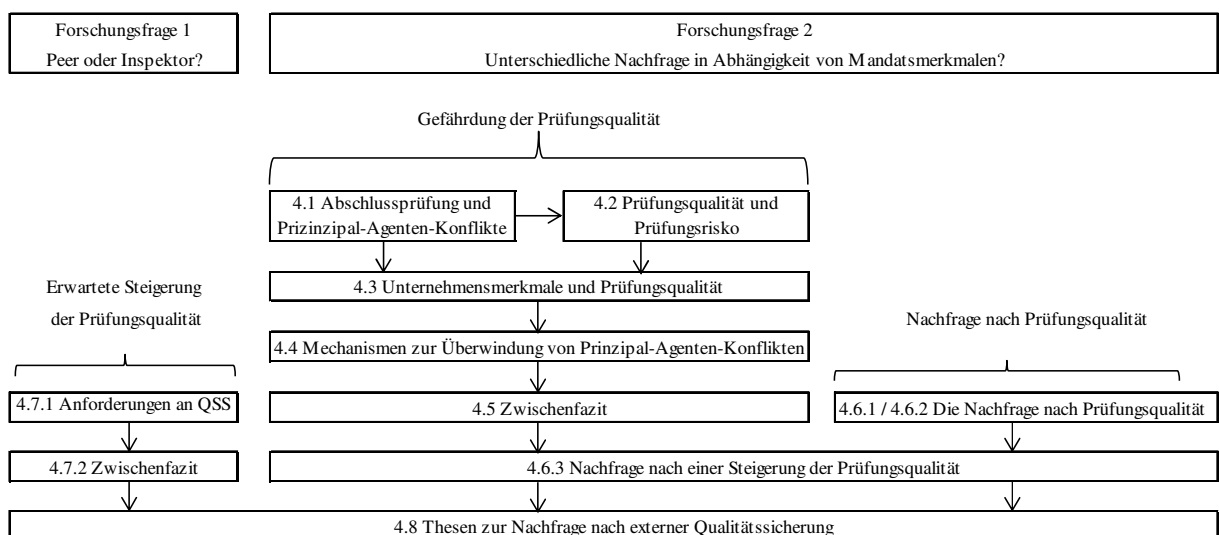 Forschungsfrage 1
Peer oder Inspektor?
Forschungsfrage 2
Unterschiedliche Nachfrage in Abhängigkeit von Mandatsmerkmalen?
Gefährdung der Prüfungsqualität
4.1 Abschlussprüfung und
Prizinzipal-Agenten-Konflikte
4.2 Prüfungsqualität und
Prüfungsrisko
4.3 Unternehmensmerkmale und Prüfungsqualität
Erwartete Steigerung
der Prüfungsqualität
Nachfrage nach Prüfungsqualität
4.4 Mechanismen zur Überwindung von Prinzipal-Agenten-Konflikten
4.7.1 Anforderungen an QSS
4.5 Zwischenfazit
4.6.1 / 4.6.2 Die Nachfrage nach Prüfungsqualität
4.7.2 Zwischenfazit
4.6.3 Nachfrage nach einer Steigerung der Prüfungsqualität
4.8 Thesen zur Nachfrage nach externer Qualitätssicherung